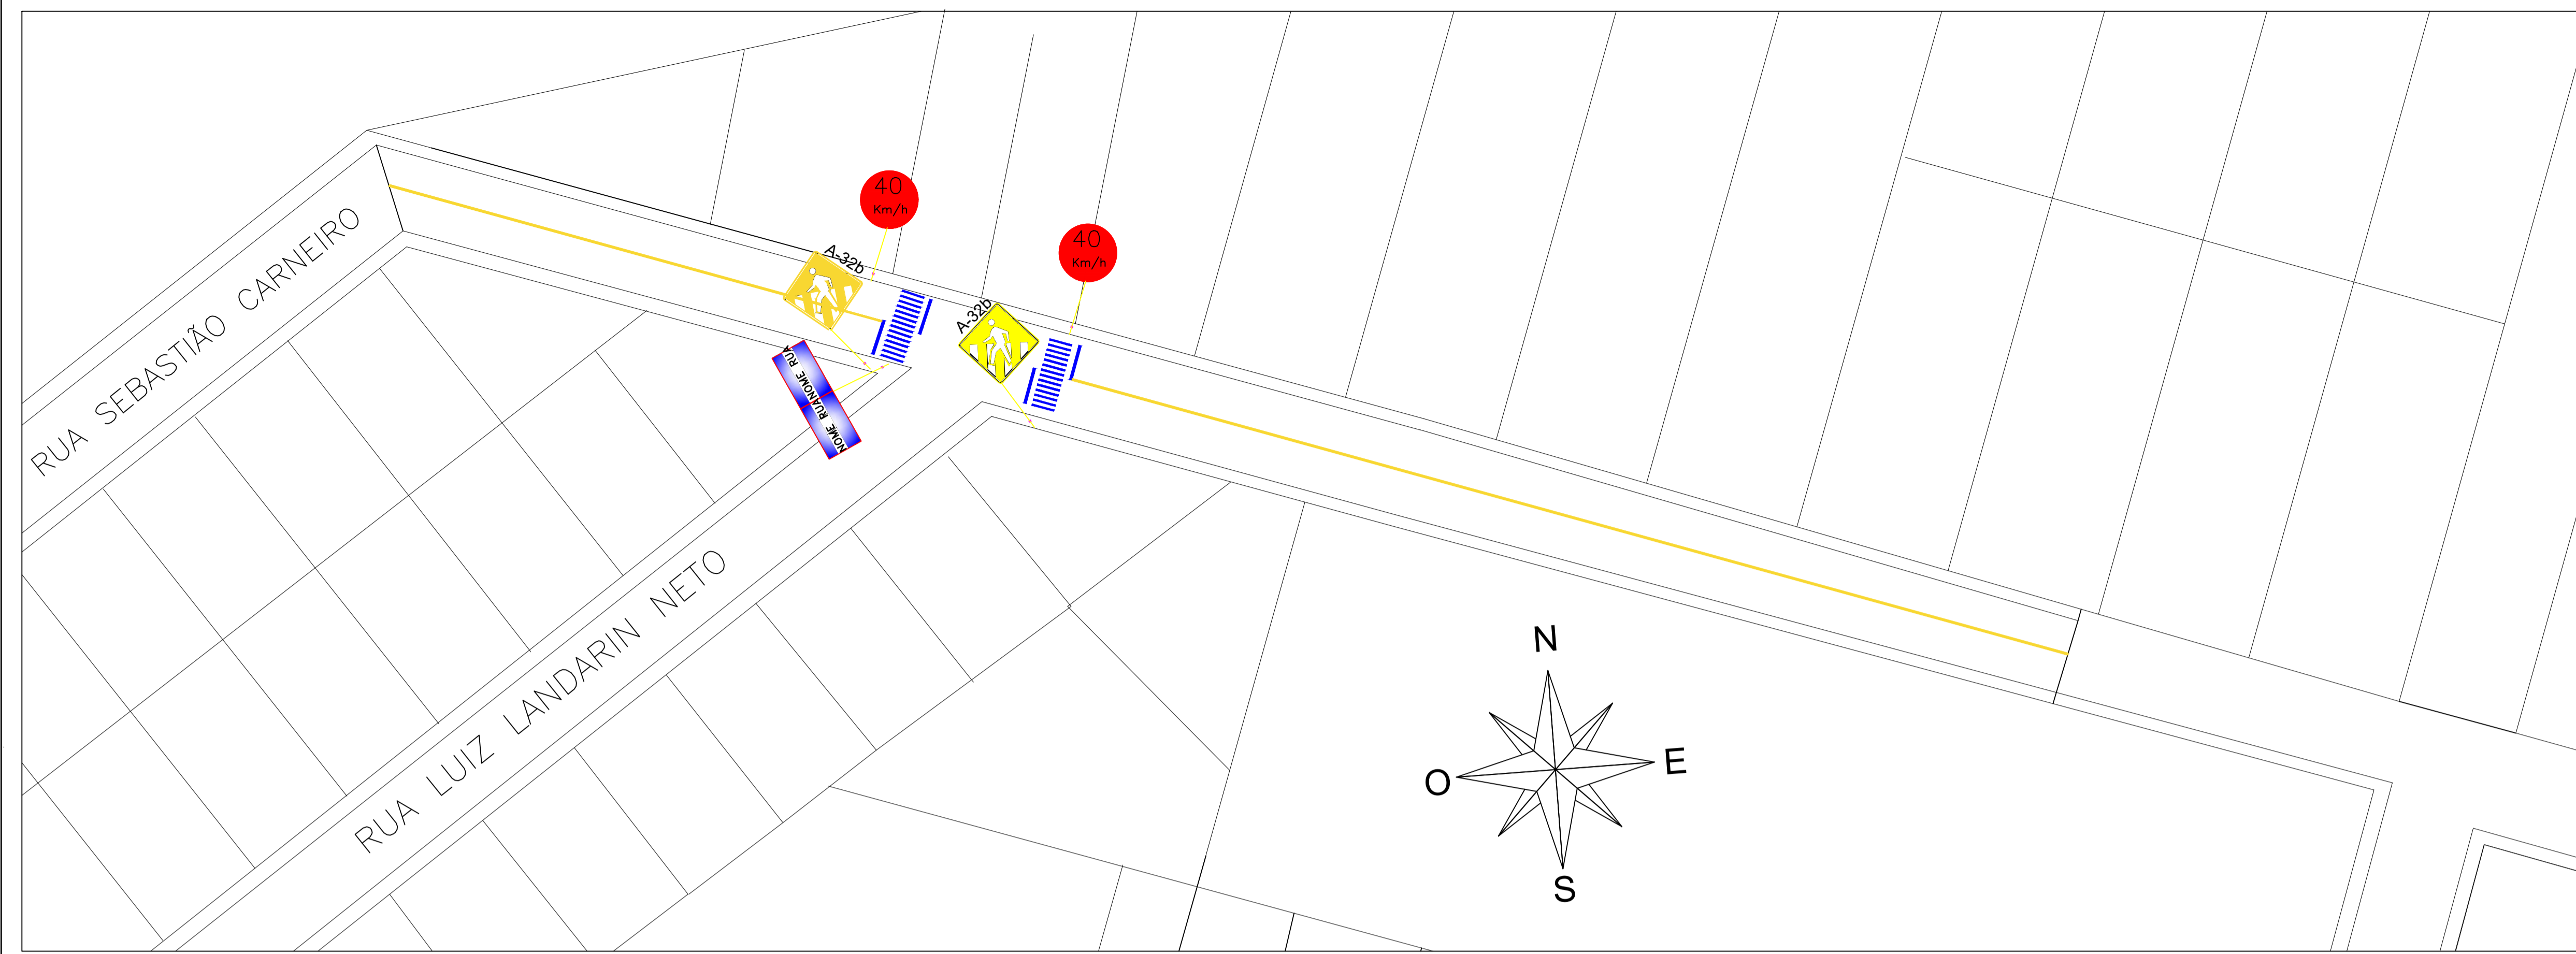 40
Km/h
40
Km/h
A-32b
A-32b
RUA SEBASTIÃO CARNEIRO
NOME RUA
NOME RUA
RUA LUIZ LANDARIN NETO
N
O
E
S